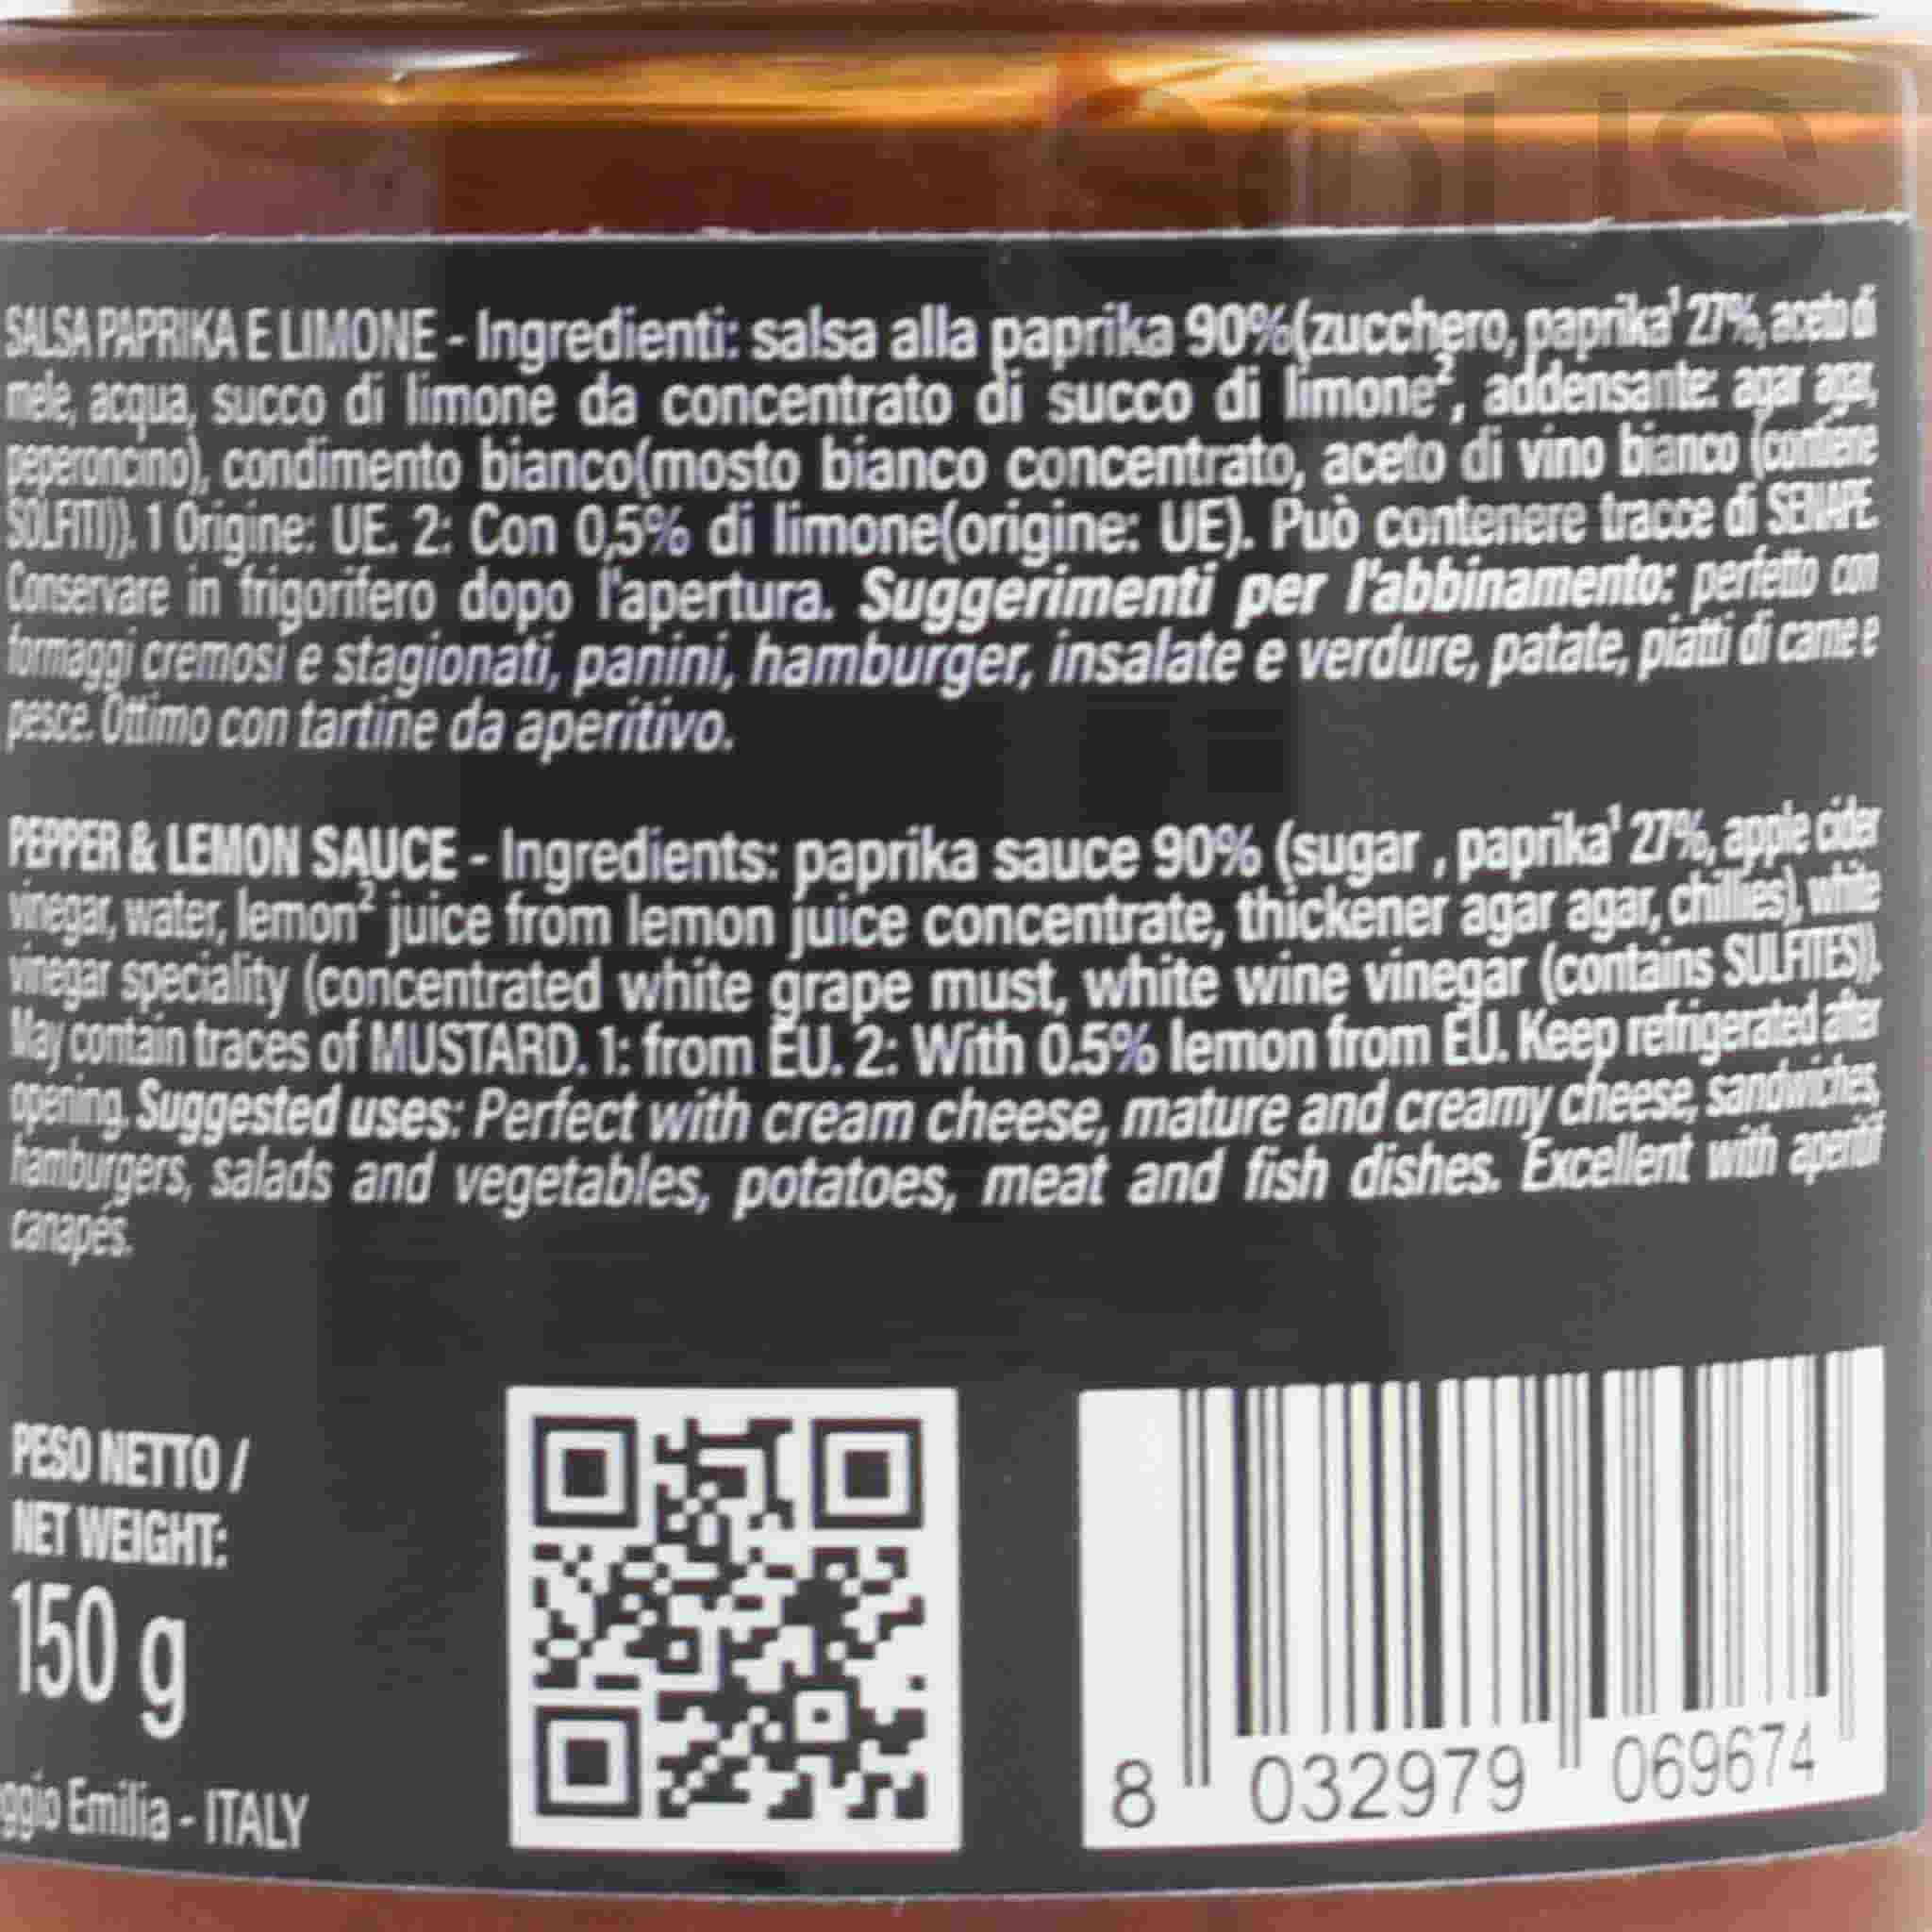 SALSA PAPRIKA E LIMONE - Ingredienti: salsa alla paprika 90%(zucchero, paprika¹ 27%, aceto di
mele, acqua, succo di limone da concentrato di succo di limone², addensante: agar agar,
peperoncino), condimento bianco(mosto bianco concentrato, aceto di vino bianco (contiene
SOLFITI)). 1 Origine: UE. 2: Con 0,5% di limone(origine: UE). Può contenere tracce di SENAPE.
Conservare in frigorifero dopo l'apertura. Suggerimenti per l'abbinamento: perfetto con
formaggi cremosi e stagionati, panini, hamburger, insalate e verdure, patate, piatti di carne e
pesce. Ottimo con tartine da aperitivo.
PEPPER & LEMON SAUCE - Ingredients: paprika sauce 90% (sugar , paprika¹ 27%, apple cider
vinegar, water, lemon² juice from lemon juice concentrate, thickener agar agar, chillies), white
vinegar speciality (concentrated white grape must, white wine vinegar (contains SULFITES)).
May contain traces of MUSTARD. 1: from EU. 2: With 0.5% lemon from EU. Keep refrigerated after
opening. Suggested uses: Perfect with cream cheese, mature and creamy cheese, sandwiches,
hamburgers, salads and vegetables, potatoes, meat and fish dishes. Excellent with aperitif
canapés.
PESO NETTO /
NET WEIGHT:
150 g
ggio Emilia - ITALY
8 032979 069674